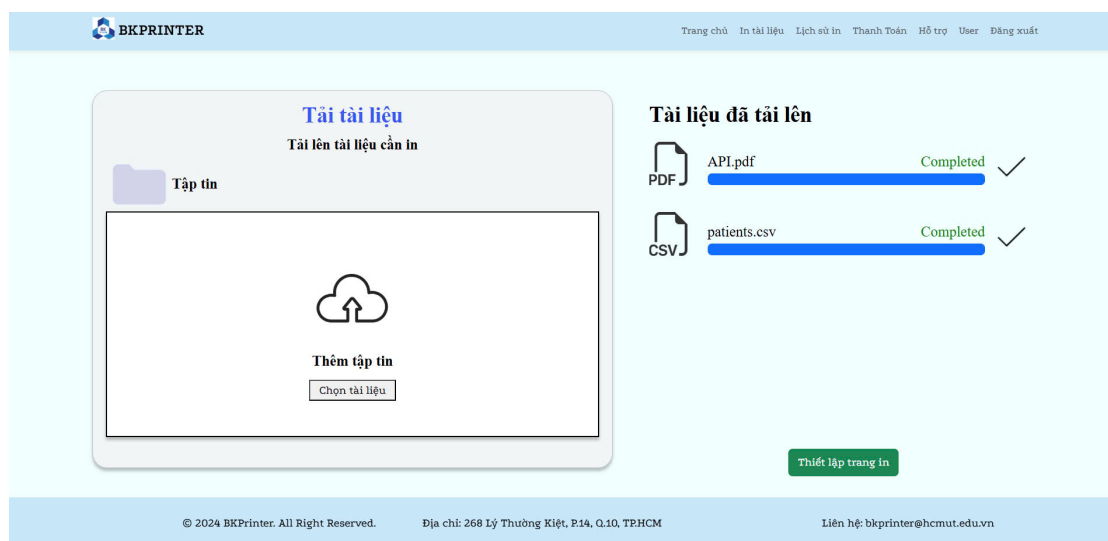 BKPRINTER
Trang chủ In tài liệu Lịch sử in Thanh Toán Hỗ trợ User Đăng xuất
Tải tài liệu
Tải lên tài liệu cần in
Tập tin
Thêm tập tin
Chọn tài liệu
Tài liệu đã tải lên
PDF
API.pdf Completed
CSV
patients.csv Completed
Thiết lập trang in
© 2024 BKPrinter. All Right Reserved. Địa chỉ: 268 Lý Thường Kiệt, P.14, Q.10, TP.HCM Liên hệ: bkprinter@hcmut.edu.vn